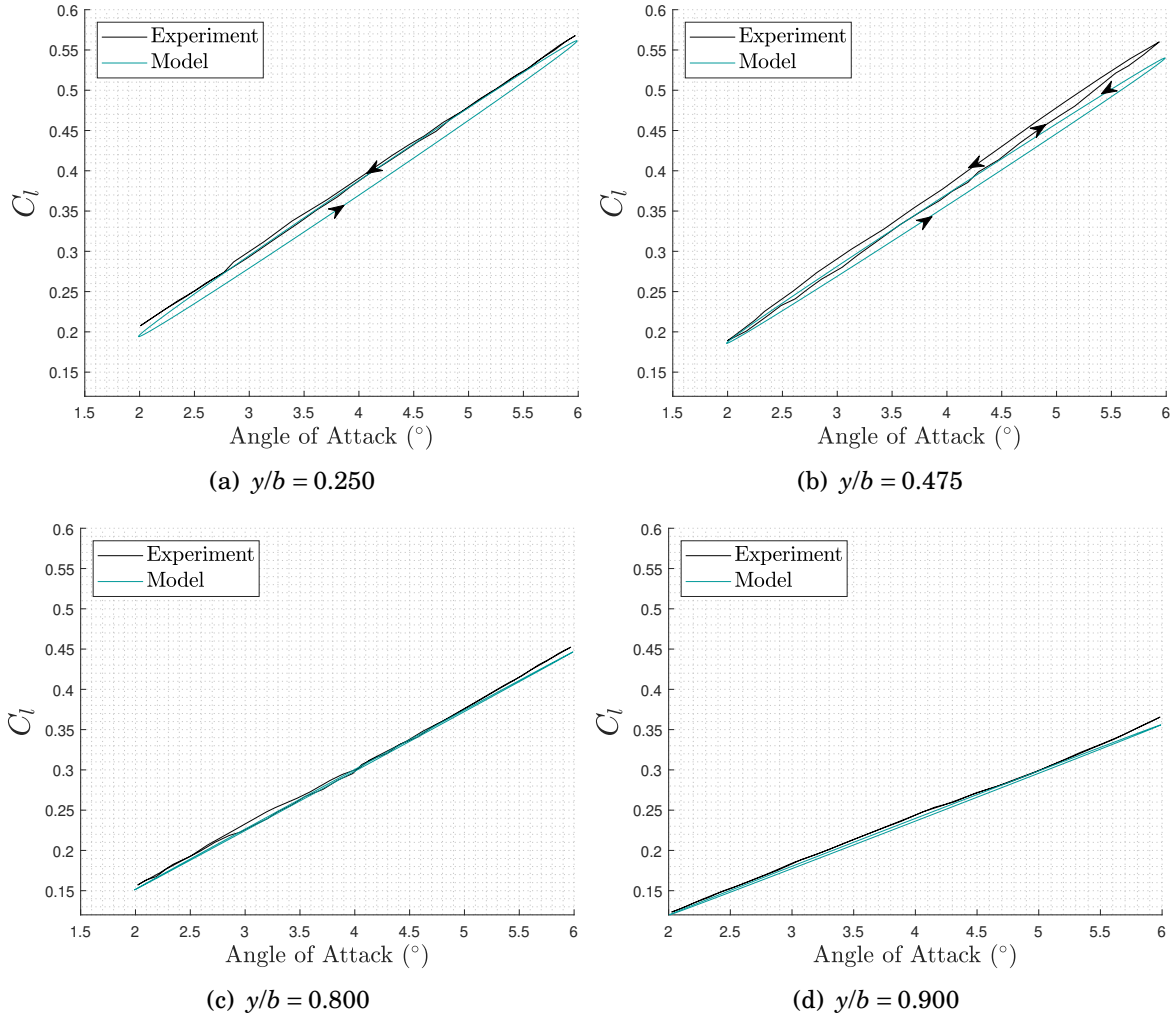 0.6
0.55
0.5
0.45
0.4
0.35
0.3
0.25
0.2
0.15
C_l
Experiment
Model
1.5 2 2.5 3 3.5 4 4.5 5 5.5 6
Angle of Attack (°)
(a) y/b = 0.250
0.6
0.55
0.5
0.45
0.4
0.35
0.3
0.25
0.2
0.15
C_l
Experiment
Model
1.5 2 2.5 3 3.5 4 4.5 5 5.5 6
Angle of Attack (°)
(b) y/b = 0.475
0.6
0.55
0.5
0.45
0.4
0.35
0.3
0.25
0.2
0.15
C_l
Experiment
Model
1.5 2 2.5 3 3.5 4 4.5 5 5.5 6
Angle of Attack (°)
(c) y/b = 0.800
0.6
0.55
0.5
0.45
0.4
0.35
0.3
0.25
0.2
0.15
C_l
Experiment
Model
2 2.5 3 3.5 4 4.5 5 5.5 6
Angle of Attack (°)
(d) y/b = 0.900